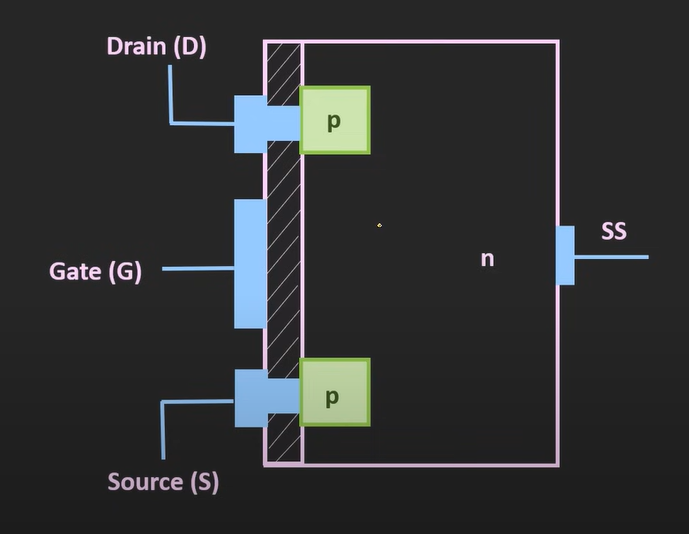 Drain (D)
p
SS
n
Gate (G)
p
Source (S)